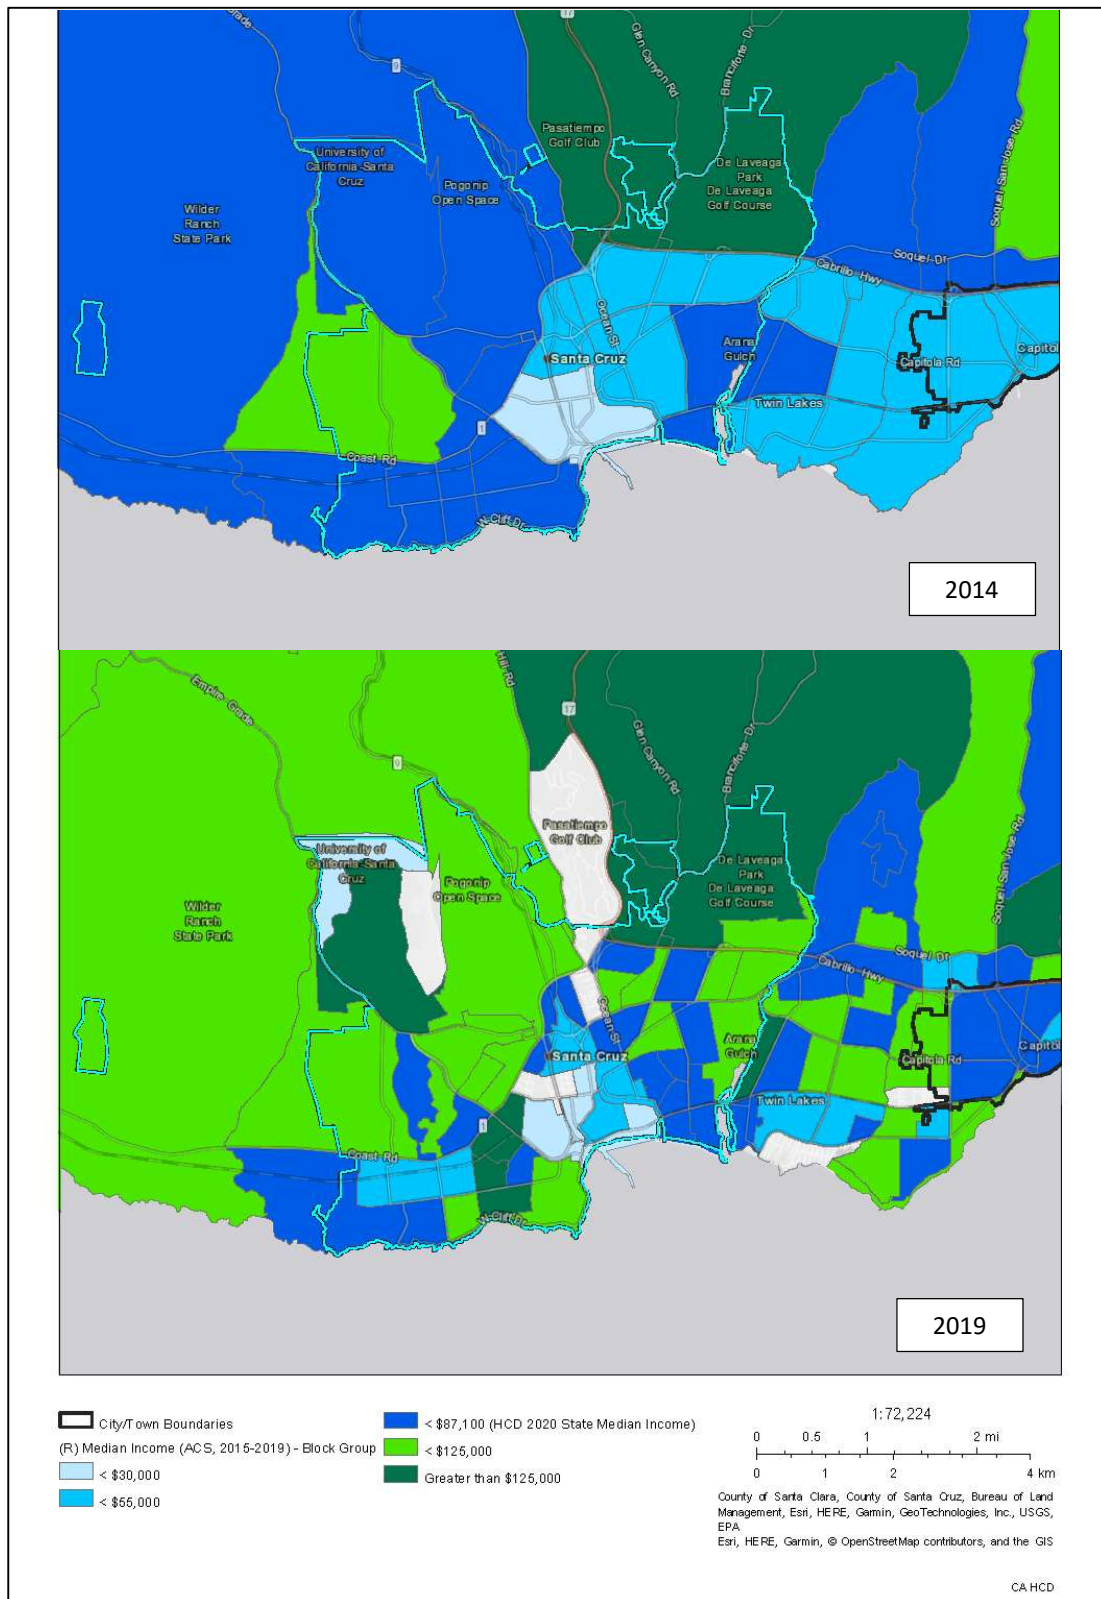 17
Glen Canyon Rd
Branciforte Dr
9
Pasatiempo
Golf Club
University of
California-Santa
Cruz
Pogonip
Open Space
De Laveaga
Park
De Laveaga
Golf Course
Soquel San Jose Rd
Wilder
Ranch
State Park
Soquel Dr
Cabrillo Hwy
Ocean St
Santa Cruz
Arana
Gulch
Capitola Rd
Capitol
Twin Lakes
1
Coast Rd
W Cliff Dr
2014
Hill Rd
Empire Grade
17
Glen Canyon Rd
Branciforte Dr
9
Pasatiempo
Golf Club
University of
California-Santa
Cruz
Pogonip
Open Space
De Laveaga
Park
De Laveaga
Golf Course
Soquel San Jose Rd
Wilder
Ranch
State Park
Soquel Dr
Cabrillo Hwy
Ocean St
Santa Cruz
Arana
Gulch
Capitola Rd
Capitol
Twin Lakes
1
Coast Rd
W Cliff Dr
2019
City/Town Boundaries
(R) Median Income (ACS, 2015-2019) - Block Group
< $30,000
< $55,000
< $87,100 (HCD 2020 State Median Income)
< $125,000
Greater than $125,000
1:72,224
0 0.5 1 2 mi
0 1 2 4 km
County of Santa Clara, County of Santa Cruz, Bureau of Land
Management, Esri, HERE, Garmin, GeoTechnologies, Inc., USGS,
EPA
Esri, HERE, Garmin, © OpenStreetMap contributors, and the GIS
CA HCD